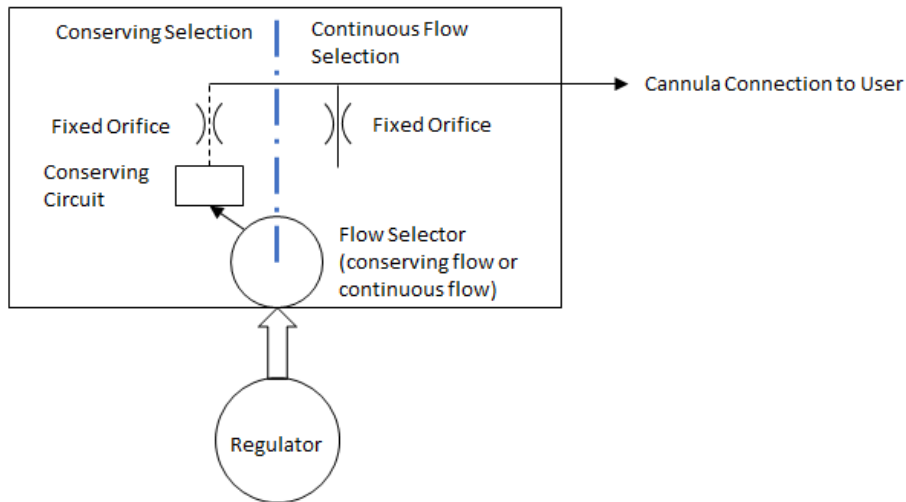 Conserving Selection
Continuous Flow
Selection
Cannula Connection to User
Fixed Orifice
Fixed Orifice
Conserving
Circuit
Flow Selector
(conserving flow or
continuous flow)
Regulator